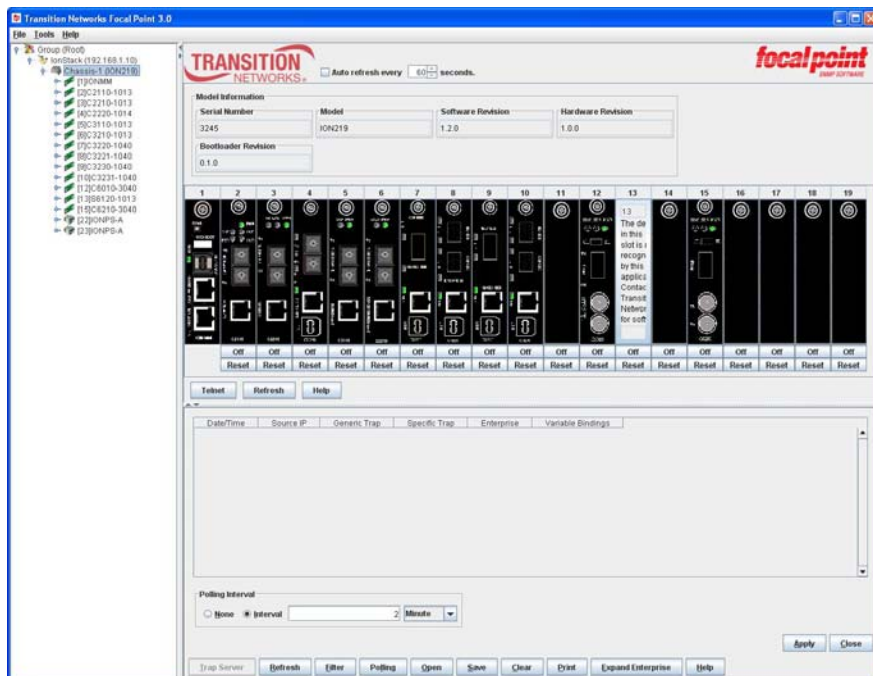 Transition Networks Focal Point 3.0
File Tools Help
Group (Root)
IonStack (192.168.1.10)
Chassis-1 (ION219)
[1]IONMM
[2]C2110-1013
[3]C2210-1013
[4]C2220-1014
[5]C3110-1013
[6]C3210-1013
[7]C3220-1040
[8]C3221-1040
[9]C3230-1040
[10]C3231-1040
[12]C6010-3040
[13]S6120-1013
[15]C6210-3040
[22]IONPS-A
[23]IONPS-A
TRANSITION NETWORKS®
Auto refresh every 60 seconds.
focal point
SNMP SOFTWARE
Model Information
Serial Number Model Software Revision Hardware Revision
3245 ION219 1.2.0 1.0.0
Bootloader Revision
0.1.0
1 2 3 4 5 6 7 8 9 10 11 12 13 14 15 16 17 18 19
13
The de
in this
slot is
recogn
by this
applica
Contac
Transit
Networ
for soft
Off Off Off Off Off Off Off Off Off Off Off Off Off Off Off Off Off Off
Reset Reset Reset Reset Reset Reset Reset Reset Reset Reset Reset Reset Reset Reset Reset Reset Reset Reset
Telnet Refresh Help
Date/Time Source IP Generic Trap Specific Trap Enterprise Variable Bindings
Polling Interval
None Interval 2 Minute
Apply Close
Trap Server Refresh Filter Polling Open Save Clear Print Expand Enterprise Help